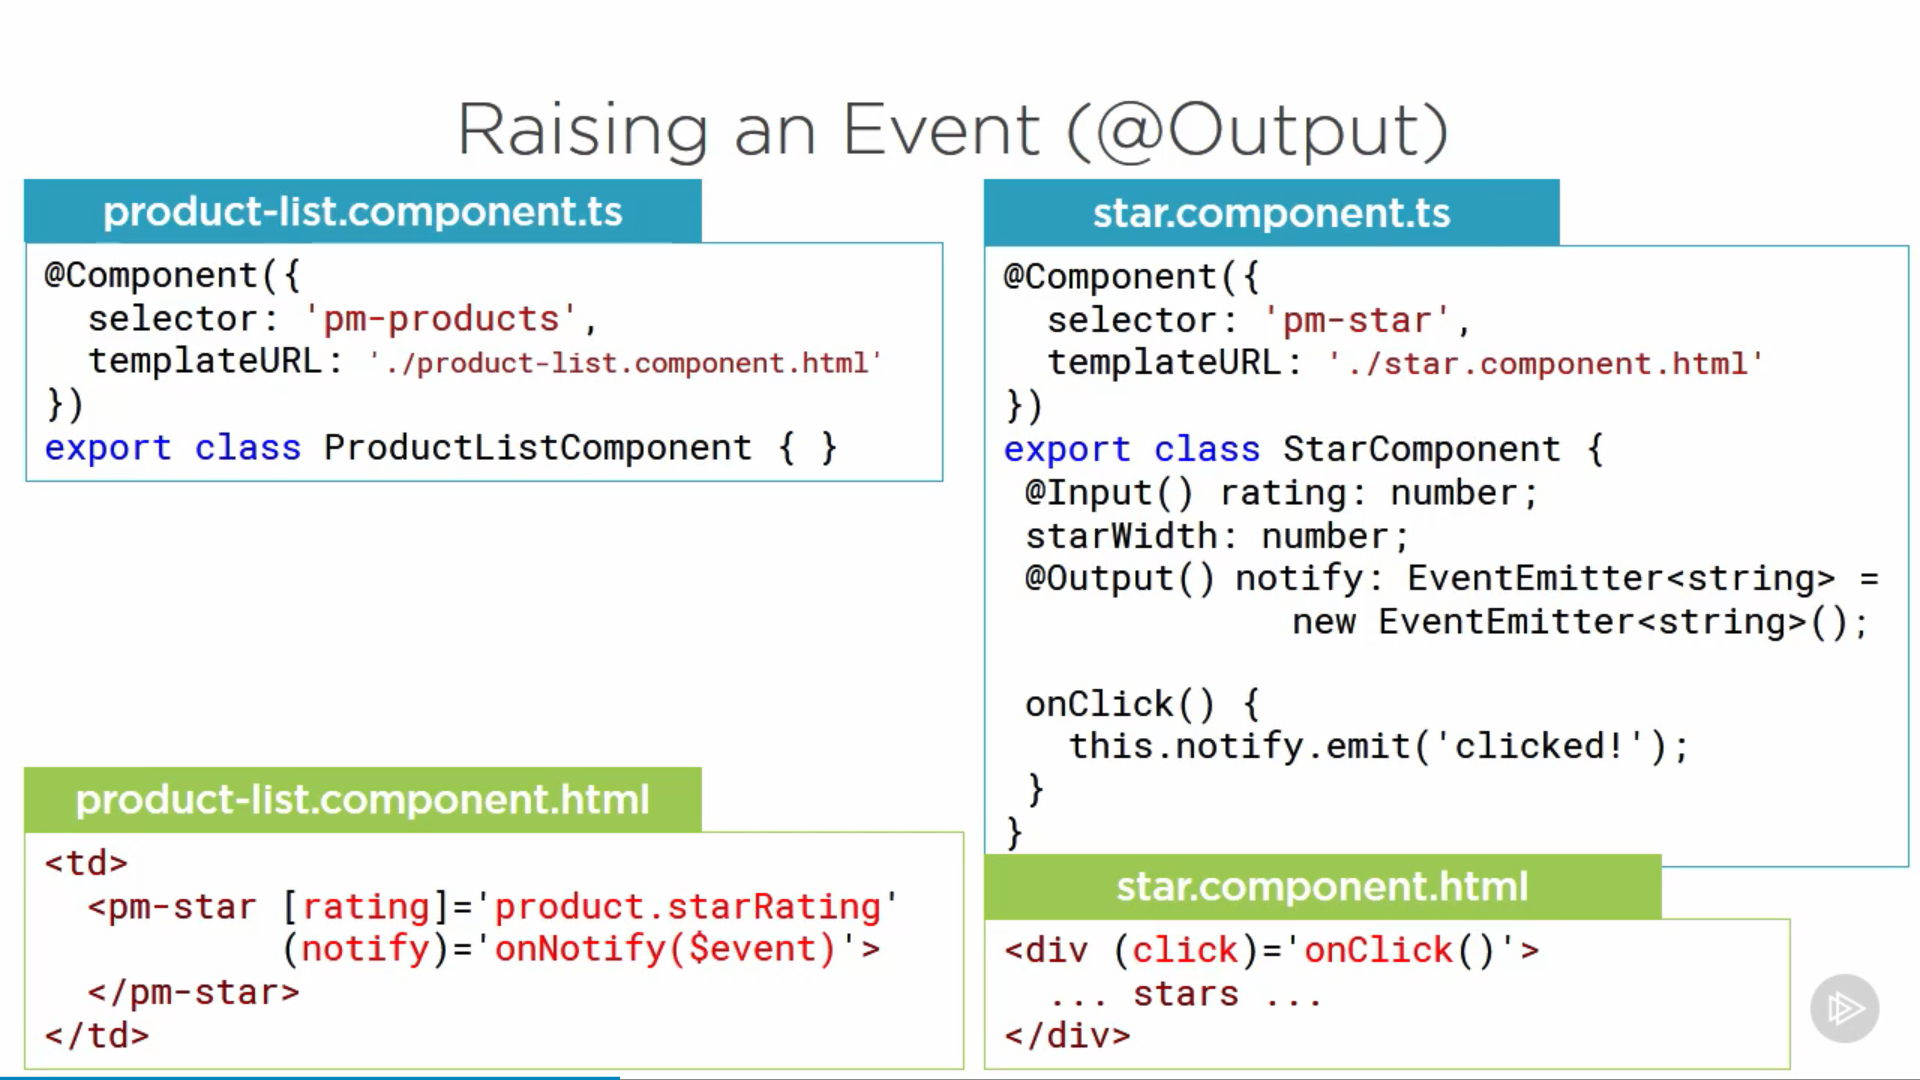 Raising an Event (@Output)
product-list.component.ts
@Component({
  selector: 'pm-products',
  templateURL: './product-list.component.html'
})
export class ProductListComponent { }
product-list.component.html
<td>
  <pm-star [rating]='product.starRating'
           (notify)='onNotify($event)'>
  </pm-star>
</td>
star.component.ts
@Component({
  selector: 'pm-star',
  templateURL: './star.component.html'
})
export class StarComponent {
 @Input() rating: number;
 starWidth: number;
 @Output() notify: EventEmitter<string> =
             new EventEmitter<string>();
 onClick() {
   this.notify.emit('clicked!');
 }
}
star.component.html
<div (click)='onClick()'>
  ... stars ...
</div>